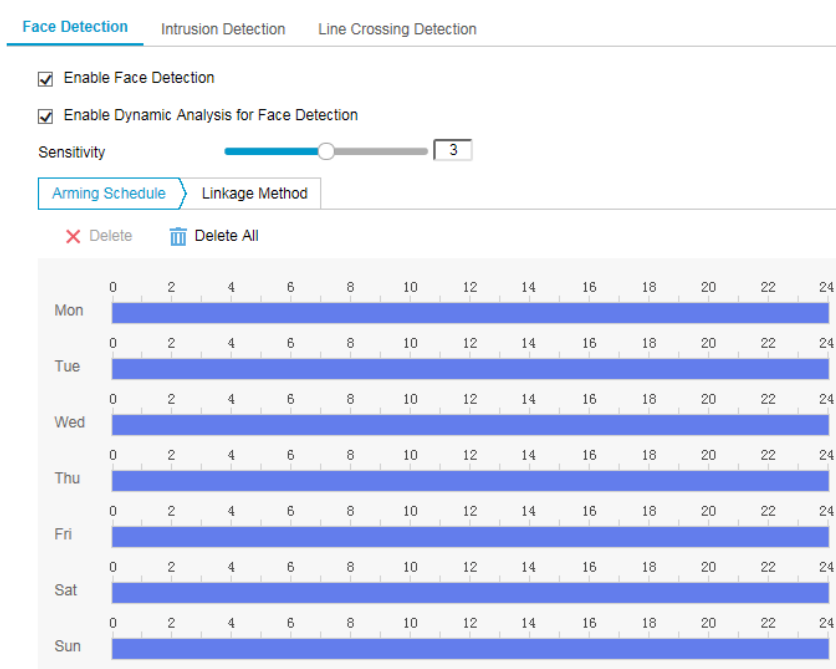 Face Detection Intrusion Detection Line Crossing Detection
Enable Face Detection
Enable Dynamic Analysis for Face Detection
Sensitivity 3
Arming Schedule Linkage Method
Delete Delete All
0 2 4 6 8 10 12 14 16 18 20 22 24
Mon
0 2 4 6 8 10 12 14 16 18 20 22 24
Tue
0 2 4 6 8 10 12 14 16 18 20 22 24
Wed
0 2 4 6 8 10 12 14 16 18 20 22 24
Thu
0 2 4 6 8 10 12 14 16 18 20 22 24
Fri
0 2 4 6 8 10 12 14 16 18 20 22 24
Sat
0 2 4 6 8 10 12 14 16 18 20 22 24
Sun